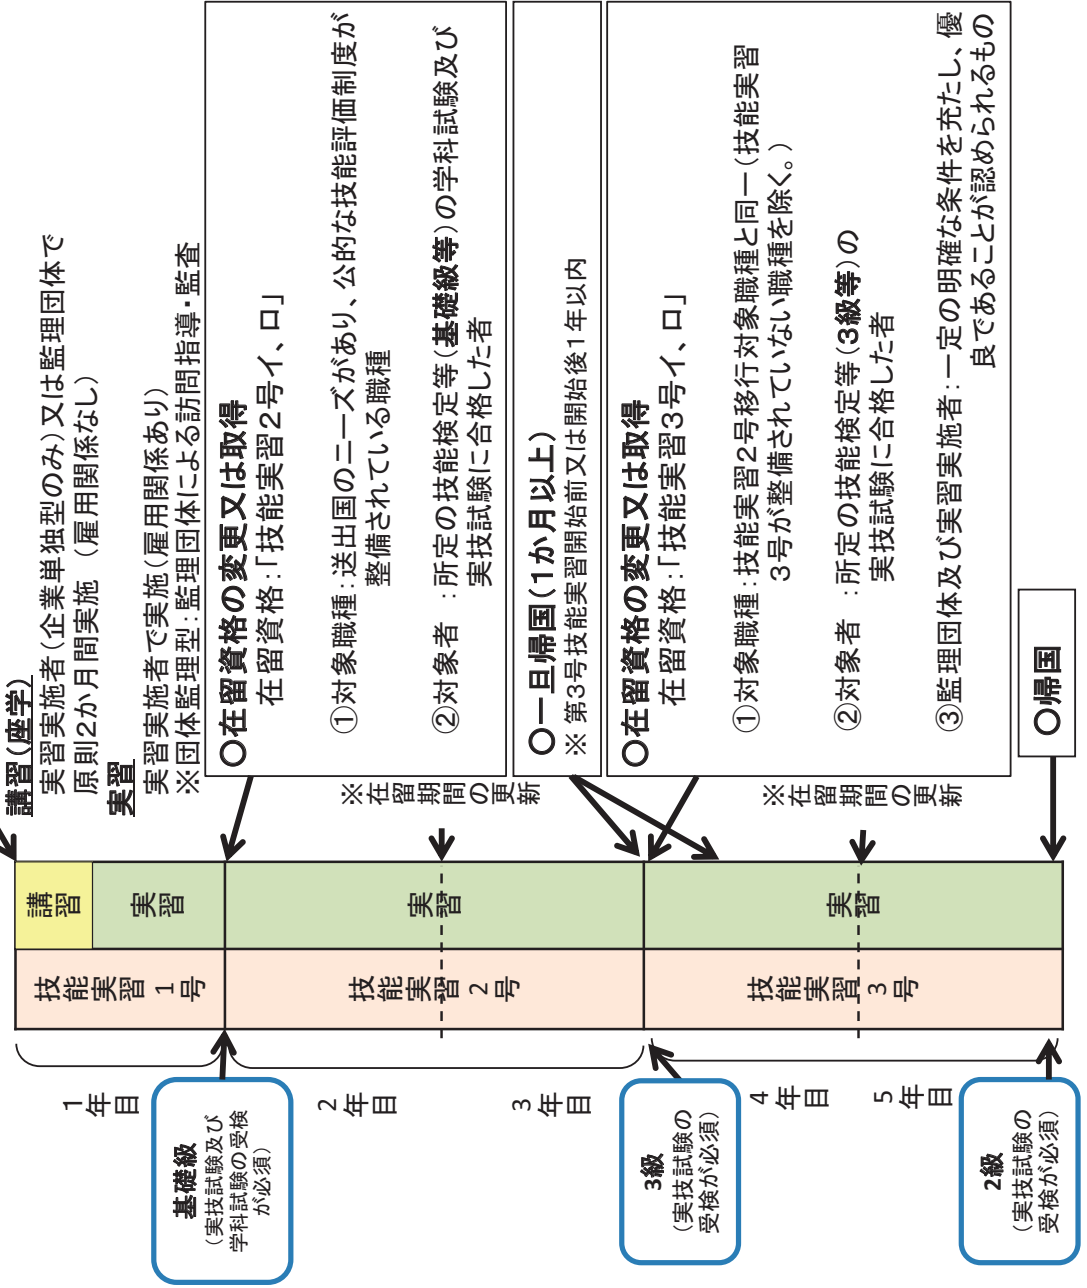 1年目
2年目
3年目
4年目
5年目
基礎級
（実技試験及び
学科試験の受検
が必須）
3級
（実技試験の
受検が必須）
2級
（実技試験の
受検が必須）
技能実習1号
技能実習2号
技能実習3号
講習
実習
実習
実習
講習（座学）
実習実施者（企業単独型のみ）又は監理団体で
原則2か月間実施　（雇用関係なし）
実習
実習実施者で実施（雇用関係あり）
※団体監理型：監理団体による訪問指導・監査
○在留資格の変更又は取得
在留資格：「技能実習2号イ、ロ」
①対象職種：送出国のニーズがあり、公的な技能評価制度が
整備されている職種
②対象者　：所定の技能検定等（基礎級等）の学科試験及び
実技試験に合格した者
※在留期間の更新
○一旦帰国（1か月以上）
※ 第3号技能実習開始前又は開始後1年以内
○在留資格の変更又は取得
在留資格：「技能実習3号イ、ロ」
①対象職種：技能実習2号移行対象職種と同一（技能実習
3号が整備されていない職種を除く。）
②対象者　：所定の技能検定等（3級等）の
実技試験に合格した者
③監理団体及び実習実施者：一定の明確な条件を充たし、優
良であることが認められるもの
※在留期間の更新
○帰国